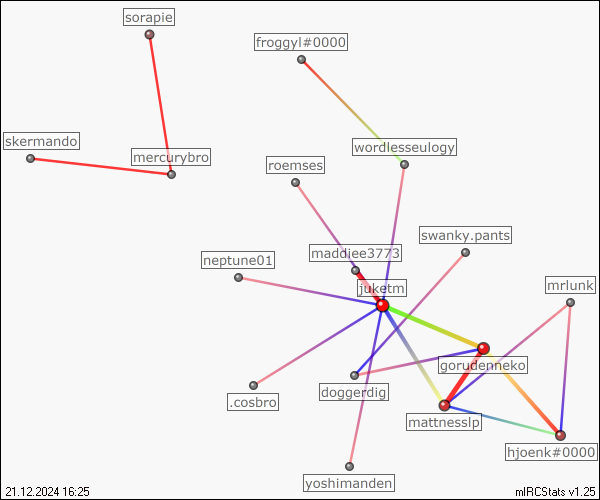 sorapie
froggyl#0000
skermando
mercurybro
wordlesseulogy
roemses
swanky.pants
maddiee3773
neptune01
juketm
mrlunk
gorudenneko
doggerdig
.cosbro
mattnesslp
hjoenk#0000
yoshimanden
21.12.2024 16:25
mIRCStats v1.25